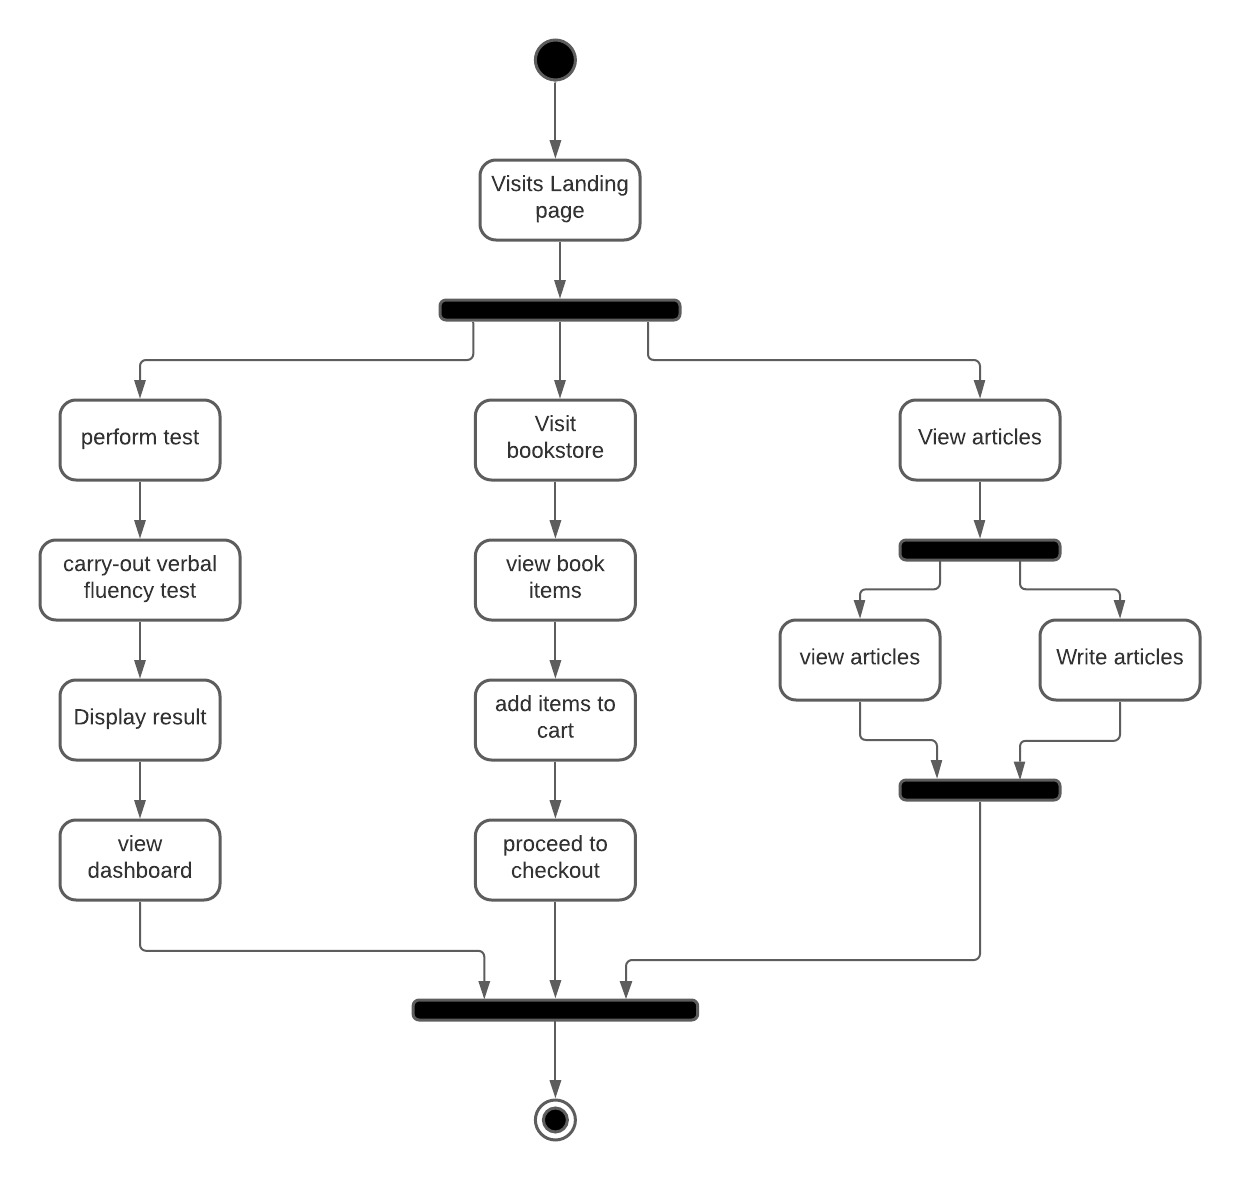 Visits Landing
page
perform test
Visit
bookstore
View articles
carry-out verbal
fluency test
view book
items
view articles
Write articles
Display result
add items to
cart
view
dashboard
proceed to
checkout